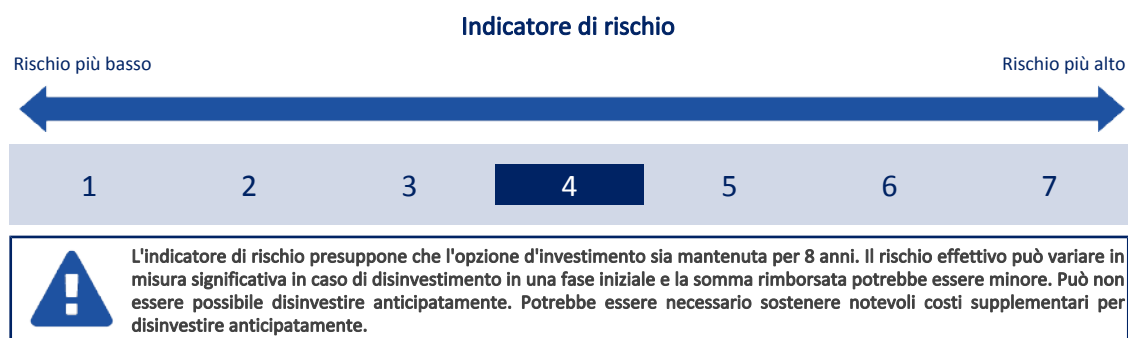 Indicatore di rischio
Rischio più basso
Rischio più alto
1 2 3 4 5 6 7
L'indicatore di rischio presuppone che l'opzione d'investimento sia mantenuta per 8 anni. Il rischio effettivo può variare in
misura significativa in caso di disinvestimento in una fase iniziale e la somma rimborsata potrebbe essere minore. Può non
essere possibile disinvestire anticipatamente. Potrebbe essere necessario sostenere notevoli costi supplementari per
disinvestire anticipatamente.